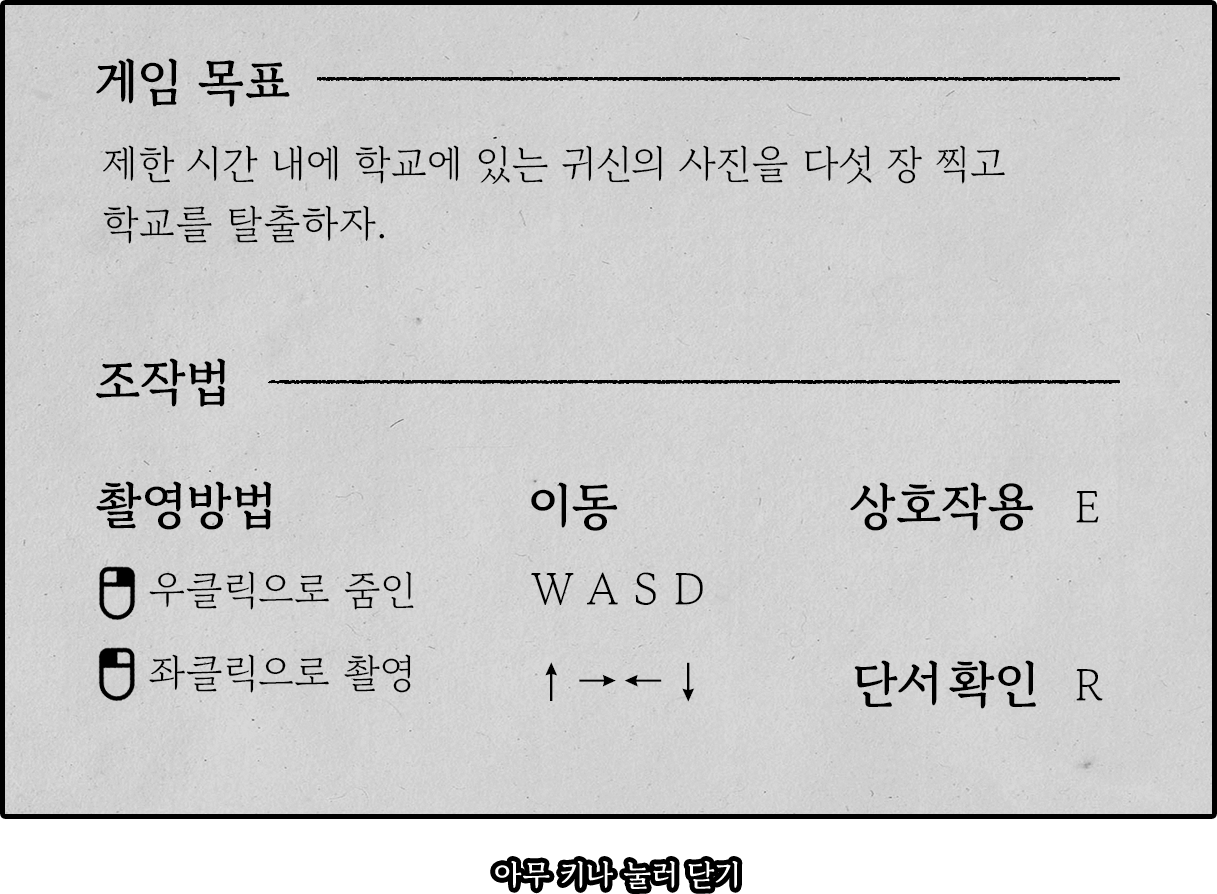 게임 목표
제한 시간 내에 학교에 있는 귀신의 사진을 다섯 장 찍고
학교를 탈출하자.
조작법
촬영방법
우클릭으로 줌인
좌클릭으로 촬영
이동
W A S D
↑ → ← ↓
상호작용 E
단서확인 R
아무 키나 눌러 닫기